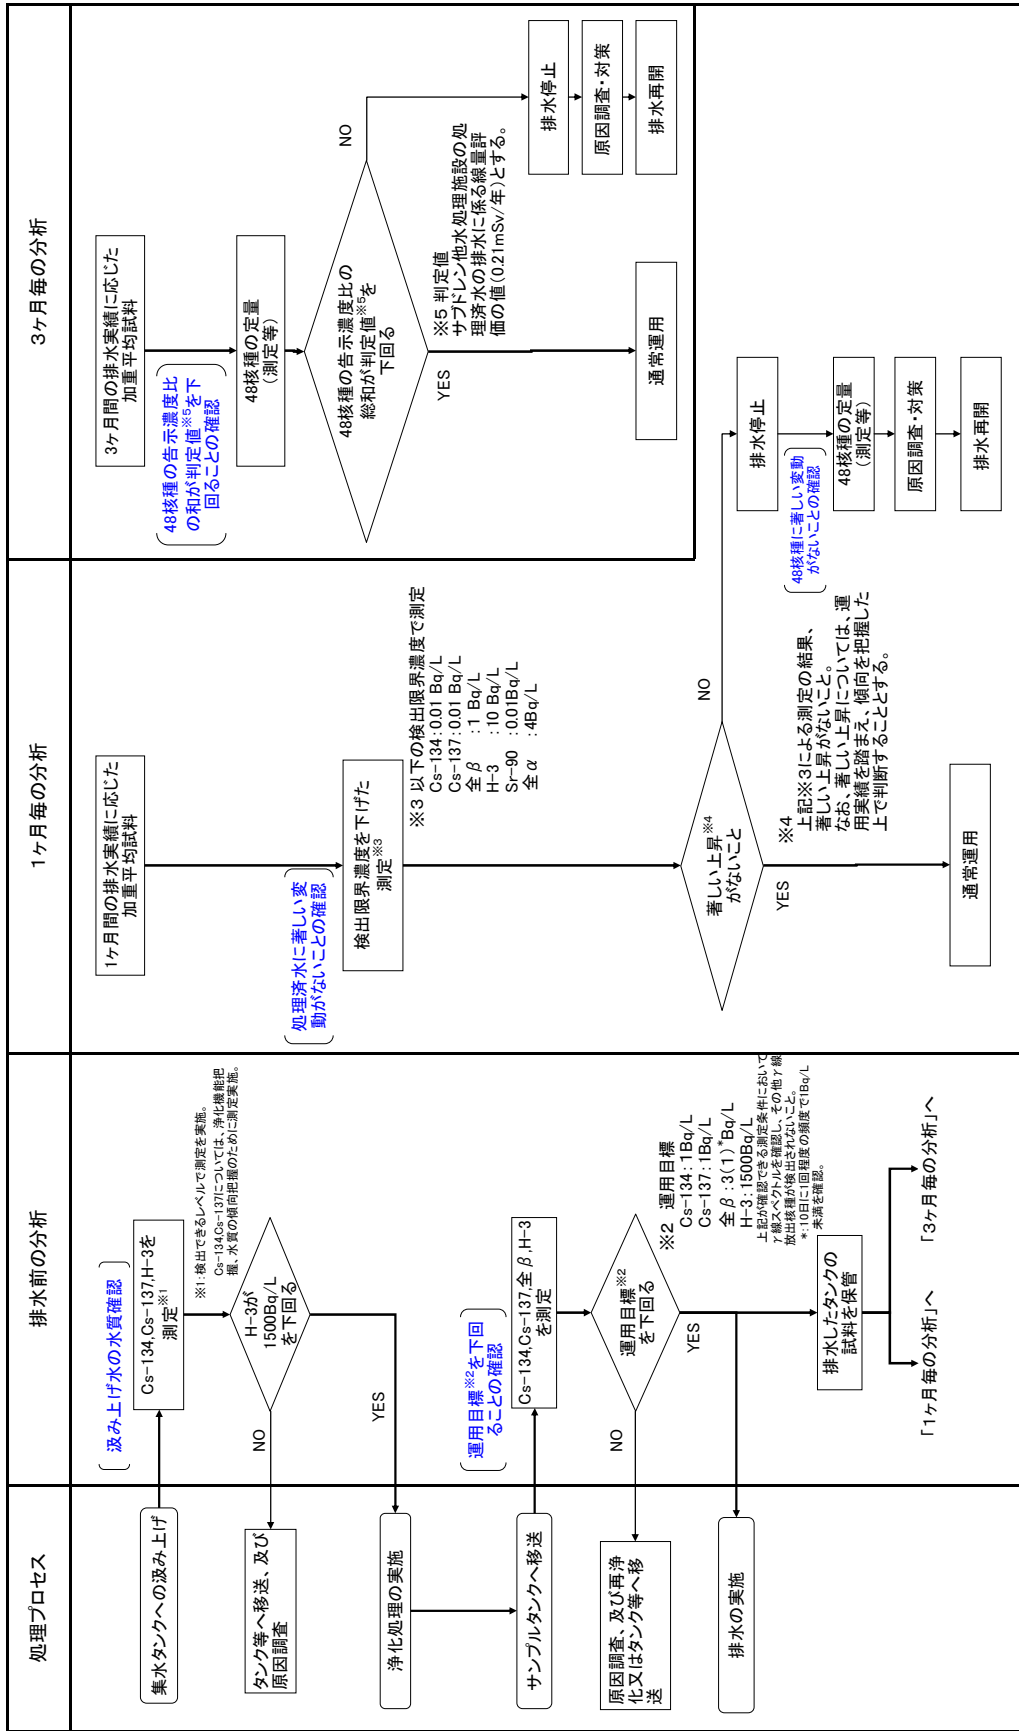 処理プロセス
集水タンクへの汲み上げ
タンク等へ移送、及び
原因調査
浄化処理の実施
サンプルタンクへ移送
原因調査、及び再浄
化又はタンク等へ移
送
排水の実施
排水前の分析
汲み上げ水の水質確認
Cs-134,Cs-137,H-3を
測定※1
※1:検出できるレベルで測定を実施。
Cs-134,Cs-137については、浄化機能把
握、水質の傾向把握のために測定実施。
H-3が
1500Bq/L
を下回る
NO
YES
運用目標※2を下回
ることの確認
Cs-134,Cs-137,全β,H-3
を測定
運用目標※2
を下回る
NO
YES
※2 運用目標
Cs-134:1Bq/L
Cs-137:1Bq/L
全β:3(1)*Bq/L
H-3:1500Bq/L
上記が確認できる測定条件において
γ線スペクトルを確認し、その他γ線
放出核種が検出されないこと。
*:10日に1回程度の頻度で1Bq/L
未満を確認。
排水したタンクの
試料を保管
「1ヶ月毎の分析」へ
「3ヶ月毎の分析」へ
1ヶ月毎の分析
1ヶ月間の排水実績に応じた
加重平均試料
処理済水に著しい変
動がないことの確認
検出限界濃度を下げた
測定※3
※3 以下の検出限界濃度で測定
Cs-134:0.01 Bq/L
Cs-137:0.01 Bq/L
全β :1 Bq/L
H-3 :10 Bq/L
Sr-90 :0.01Bq/L
全α :4Bq/L
著しい上昇※4
がないこと
NO
YES
※4
上記※3による測定の結果、
著しい上昇がないこと。
なお、著しい上昇については、運
用実績を踏まえ、傾向を把握した
上で判断することとする。
通常運用
排水停止
48核種に著しい変動
がないことの確認
48核種の定量
(測定等)
原因調査・対策
排水再開
3ヶ月毎の分析
3ヶ月間の排水実績に応じた
加重平均試料
48核種の告示濃度比
の和が判定値※5を下
回ることの確認
48核種の定量
(測定等)
48核種の告示濃度比の
総和が判定値※5を
下回る
NO
YES
※5 判定値
サブドレン他水処理施設の処
理済水の排水に係る線量評
価の値(0.21mSv/年)とする。
通常運用
排水停止
原因調査・対策
排水再開